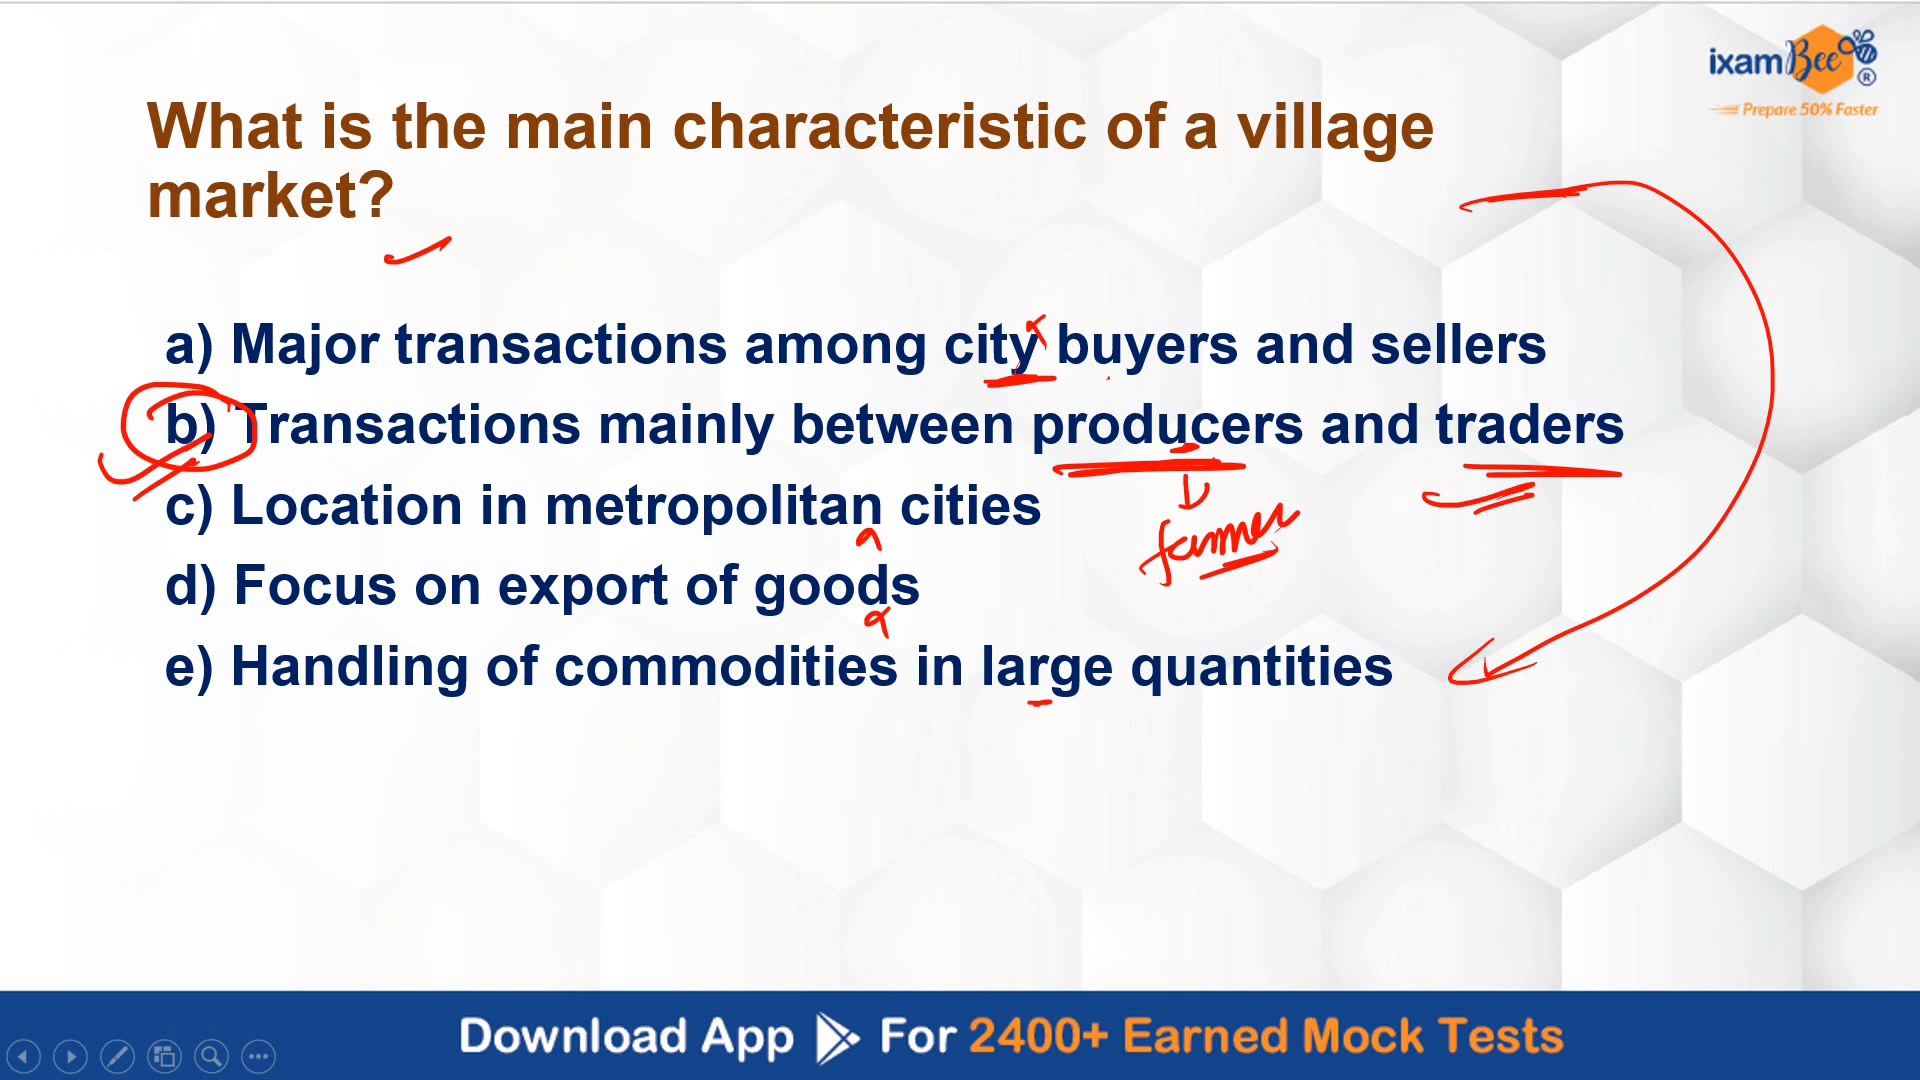 ixamBee
Prepare 50% Faster
What is the main characteristic of a village
market?
a) Major transactions among city buyers and sellers
b) Transactions mainly between producers and traders
c) Location in metropolitan cities
farmer
d) Focus on export of goods
e) Handling of commodities in large quantities
Download App For 2400+ Earned Mock Tests